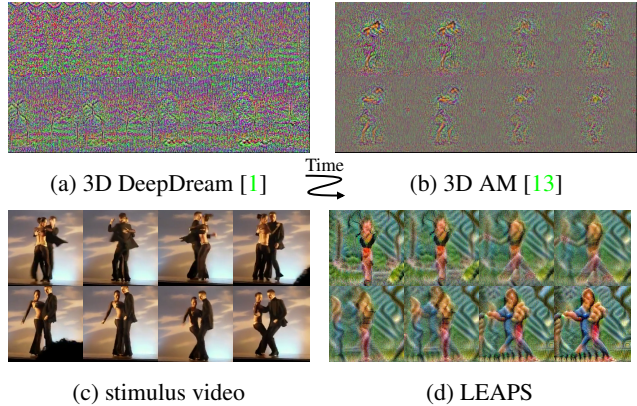 (a) 3D DeepDream [1]
Time
(b) 3D AM [13]
(c) stimulus video
(d) LEAPS